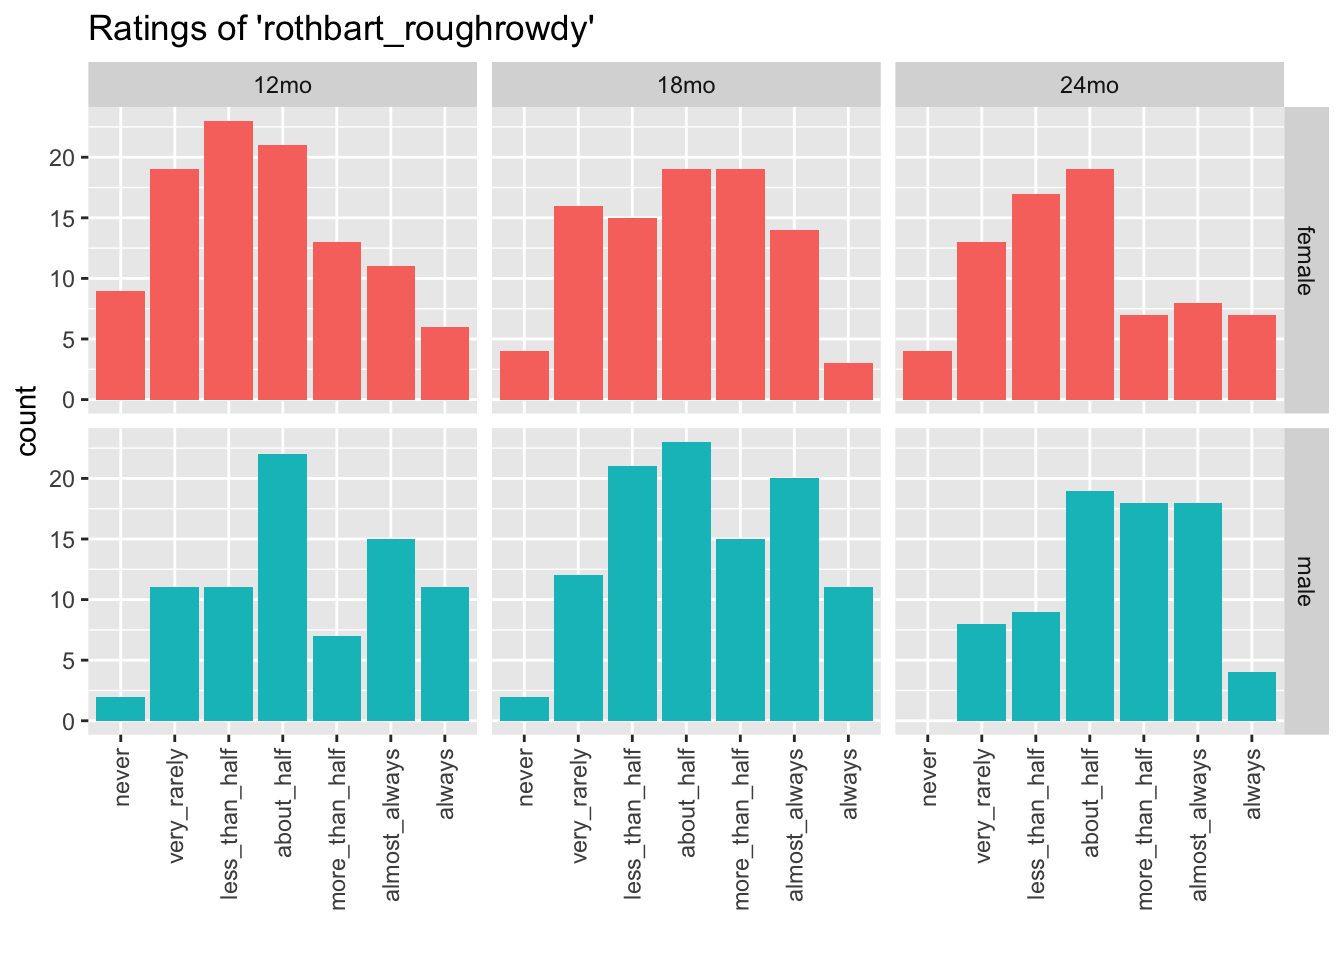 Ratings of 'rothbart_roughrowdy'
12mo 18mo 24mo
20
15
10
5
0
female
count
20
15
10
5
0
male
never very_rarely less_than_half about_half more_than_half almost_always always
never very_rarely less_than_half about_half more_than_half almost_always always
never very_rarely less_than_half about_half more_than_half almost_always always